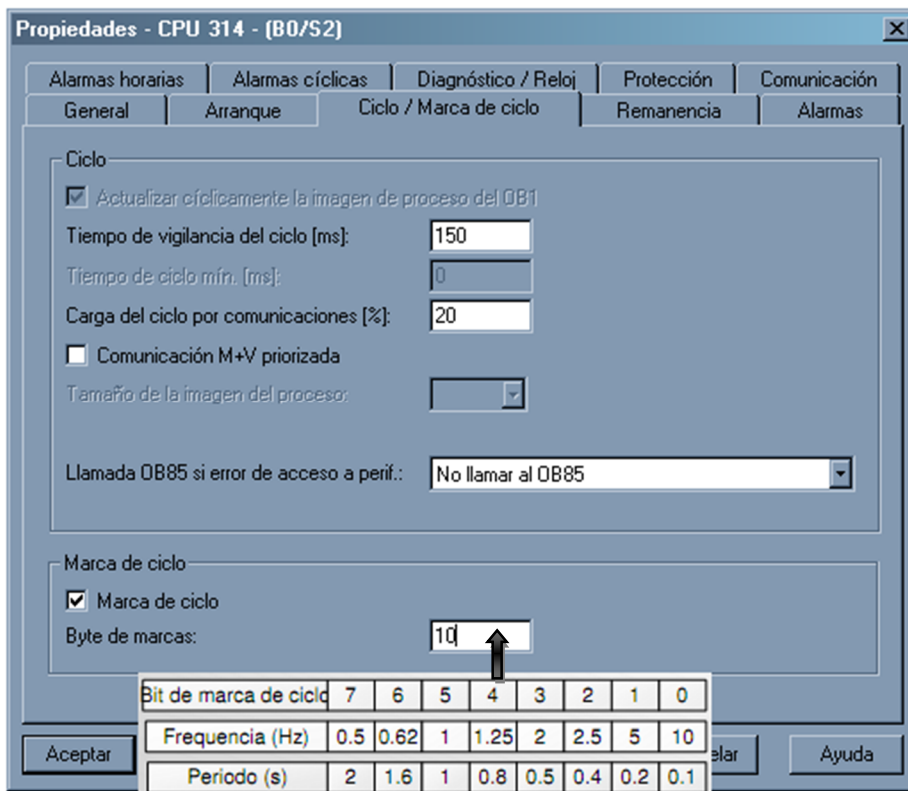 Propiedades - CPU 314 - (B0/S2)
Alarmas horarias Alarmas cíclicas Diagnóstico / Reloj Protección Comunicación
General Arranque Ciclo / Marca de ciclo Remanencia Alarmas
Ciclo
Actualizar cíclicamente la imagen de proceso del OB1
Tiempo de vigilancia del ciclo [ms]: 150
Tiempo de ciclo mín. [ms]: 0
Carga del ciclo por comunicaciones [%]: 20
Comunicación M+V priorizada
Tamaño de la imagen del proceso:
Llamada OB85 si error de acceso a perif.: No llamar al OB85
Marca de ciclo
Marca de ciclo
Byte de marcas: 10
Bit de marca de ciclo 7 6 5 4 3 2 1 0
Frequencia (Hz) 0.5 0.62 1 1.25 2 2.5 5 10
Aceptar elar Ayuda
Periodo (s) 2 1.6 1 0.8 0.5 0.4 0.2 0.1